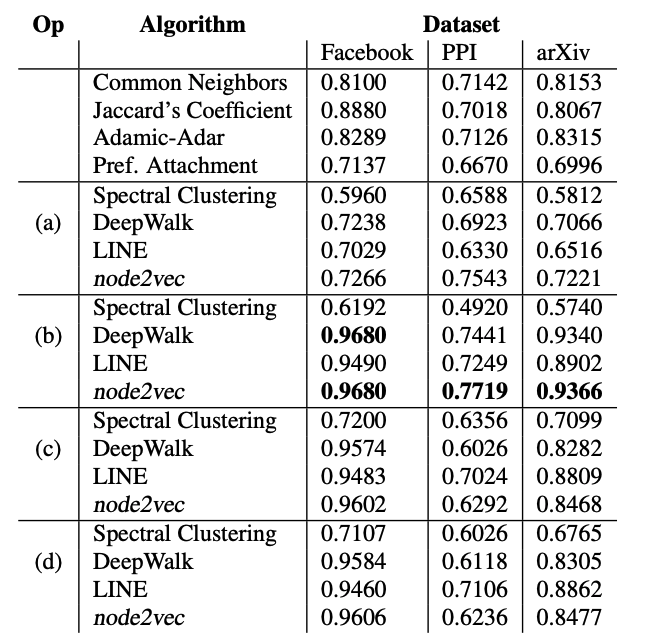 Op Algorithm Dataset
Facebook PPI arXiv
Common Neighbors 0.8100 0.7142 0.8153
Jaccard's Coefficient 0.8880 0.7018 0.8067
Adamic-Adar 0.8289 0.7126 0.8315
Pref. Attachment 0.7137 0.6670 0.6996
Spectral Clustering 0.5960 0.6588 0.5812
(a) DeepWalk 0.7238 0.6923 0.7066
LINE 0.7029 0.6330 0.6516
node2vec 0.7266 0.7543 0.7221
Spectral Clustering 0.6192 0.4920 0.5740
(b) DeepWalk 0.9680 0.7441 0.9340
LINE 0.9490 0.7249 0.8902
node2vec 0.9680 0.7719 0.9366
Spectral Clustering 0.7200 0.6356 0.7099
(c) DeepWalk 0.9574 0.6026 0.8282
LINE 0.9483 0.7024 0.8809
node2vec 0.9602 0.6292 0.8468
Spectral Clustering 0.7107 0.6026 0.6765
(d) DeepWalk 0.9584 0.6118 0.8305
LINE 0.9460 0.7106 0.8862
node2vec 0.9606 0.6236 0.8477